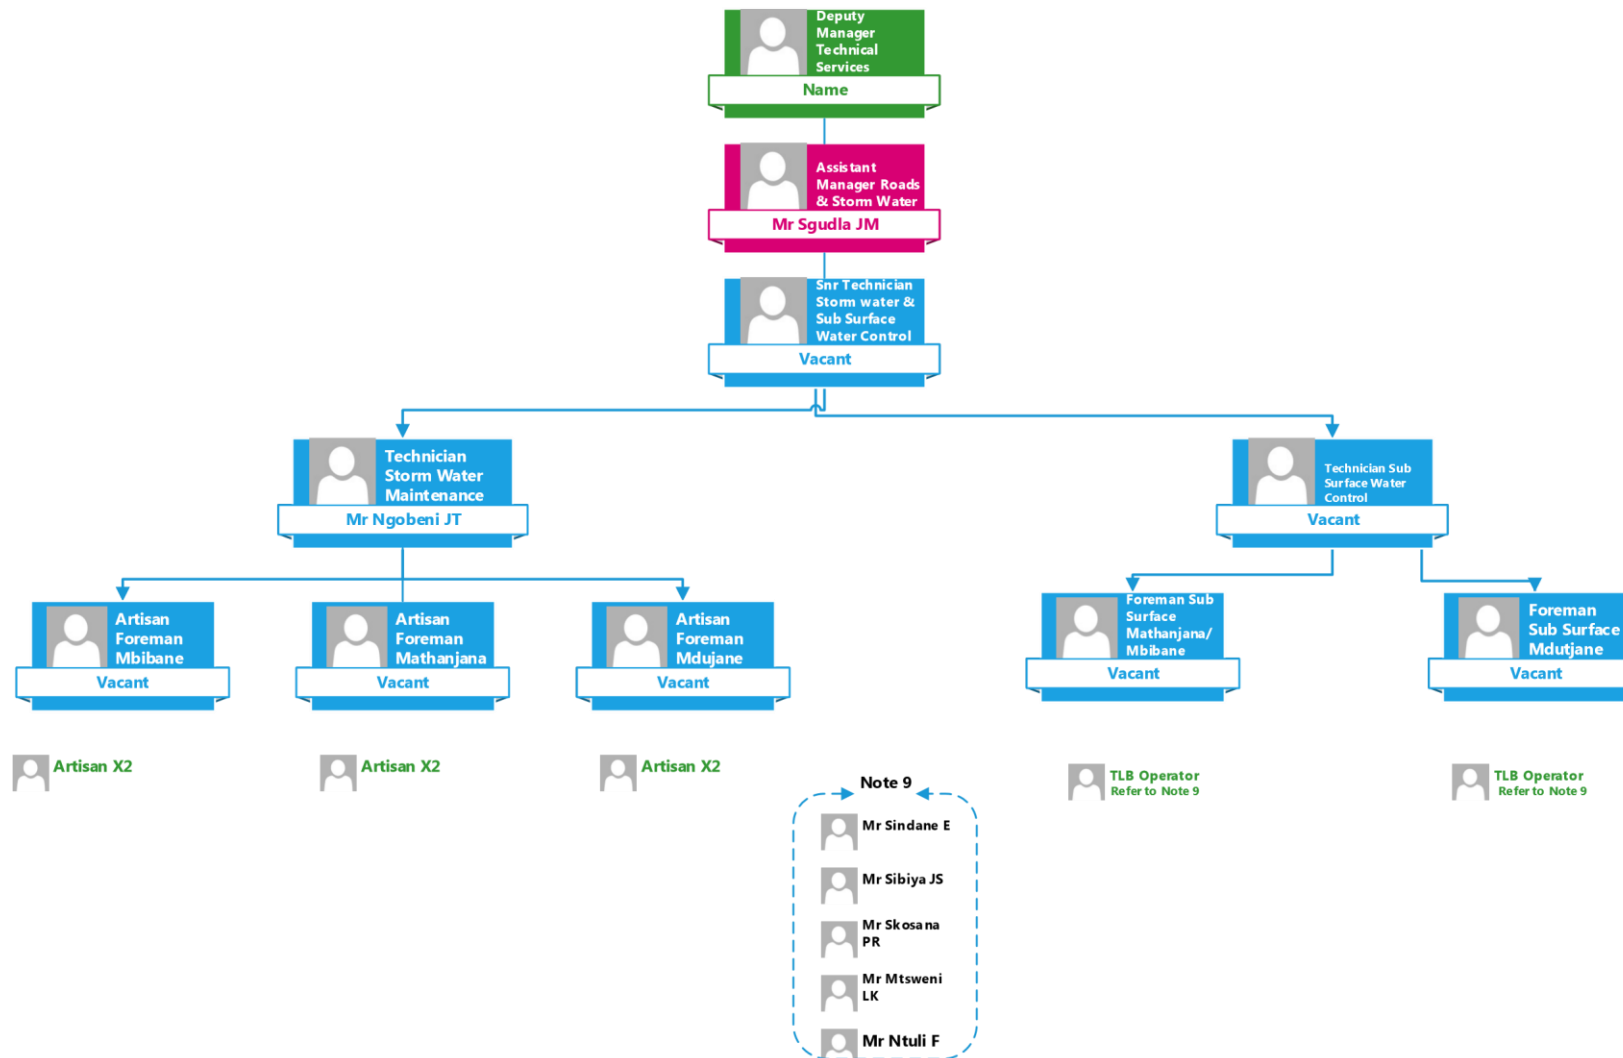 Deputy
Manager
Technical
Services
Name
Assistant
Manager Roads
& Storm Water
Mr Sgudla JM
Snr Technician
Storm water &
Sub Surface
Water Control
Vacant
Technician
Storm Water
Maintenance
Mr Ngobeni JT
Technician Sub
Surface Water
Control
Vacant
Artisan
Foreman
Mbibane
Vacant
Artisan
Foreman
Mathanjana
Vacant
Artisan
Foreman
Mdujane
Vacant
Foreman Sub
Surface
Mathanjana/
Mbibane
Vacant
Foreman
Sub Surface
Mdutjane
Vacant
Artisan X2
Artisan X2
Artisan X2
TLB Operator
Refer to Note 9
TLB Operator
Refer to Note 9
Note 9
Mr Sindane E
Mr Sibiya JS
Mr Skosana
PR
Mr Mtsweni
LK
Mr Ntuli F